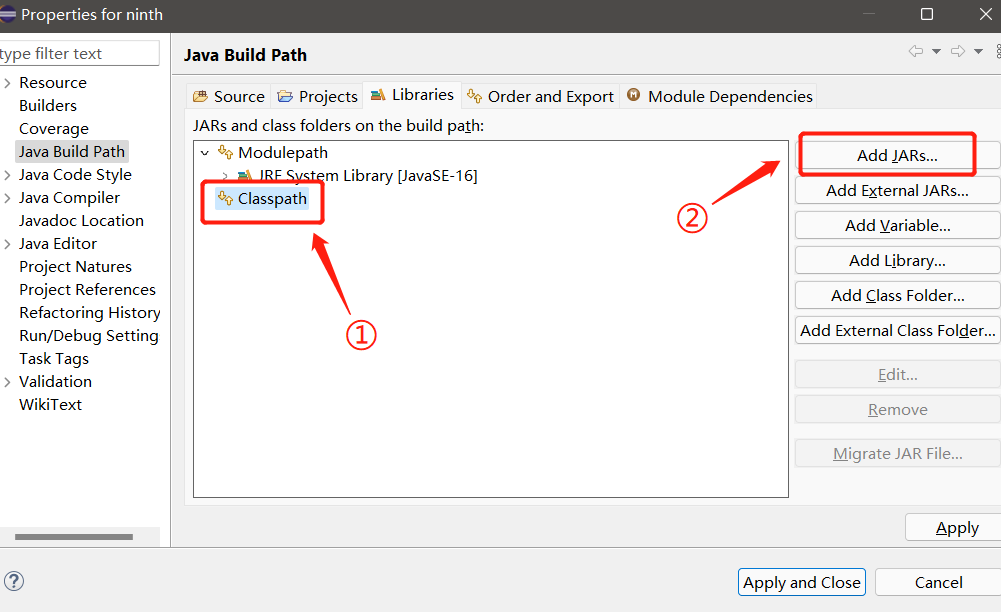 Properties for ninth
type filter text
Resource
Builders
Coverage
Java Build Path
Java Code Style
Java Compiler
Javadoc Location
Java Editor
Project Natures
Project References
Refactoring History
Run/Debug Setting
Task Tags
Validation
WikiText
Java Build Path
Source
Projects
Libraries
Order and Export
Module Dependencies
JARs and class folders on the build path:
Modulepath
JRE System Library [JavaSE-16]
Classpath
①
②
Add JARs...
Add External JARs...
Add Variable...
Add Library...
Add Class Folder...
Add External Class Folder...
Edit...
Remove
Migrate JAR File...
Apply
Apply and Close
Cancel